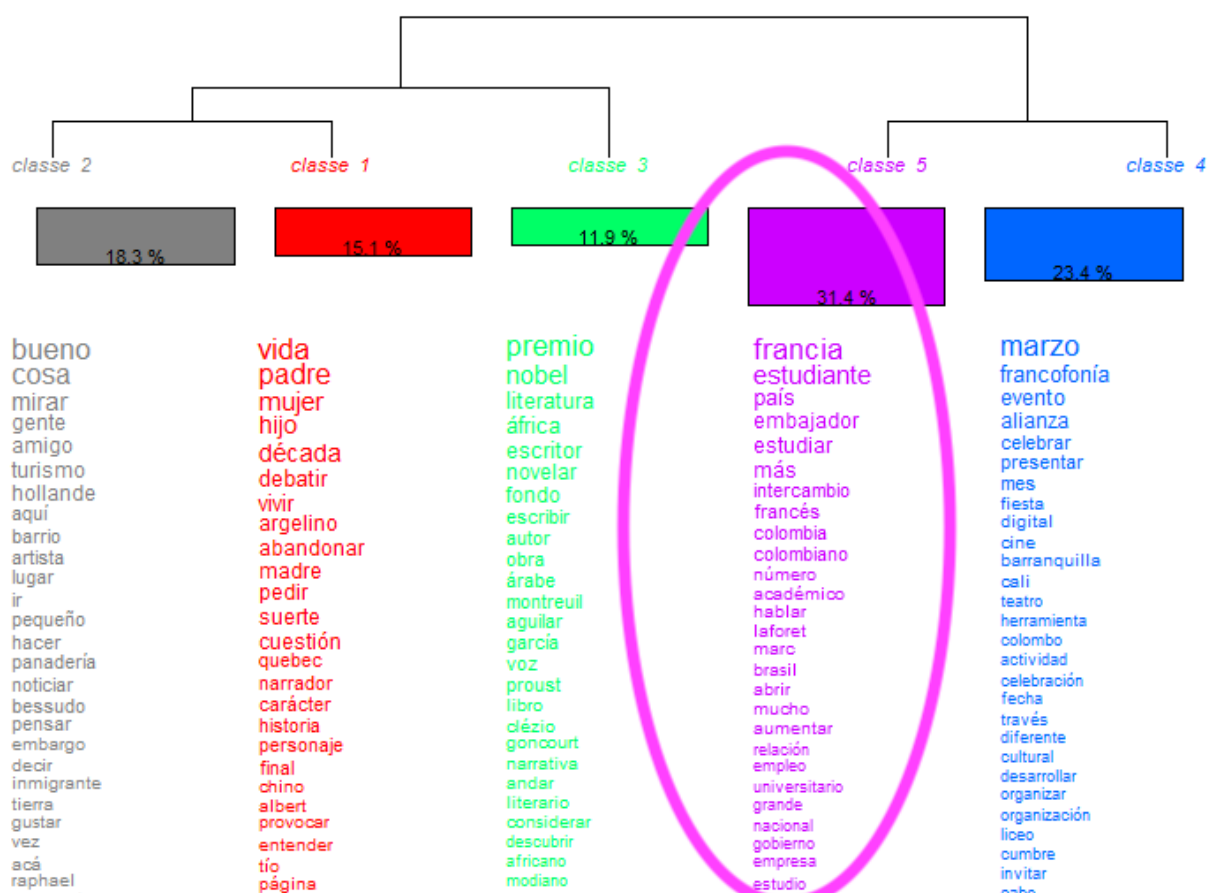 classe 2
classe 1
classe 3
classe 5
classe 4
18.3 %
15.1 %
11.9 %
31.4 %
23.4 %
bueno
cosa
mirar
gente
amigo
turismo
hollande
aquí
barrio
artista
lugar
ir
pequeño
hacer
panadería
noticiar
bessudo
pensar
embargo
decir
inmigrante
tierra
gustar
vez
acá
raphael
vida
padre
mujer
hijo
década
debatir
vivir
argelino
abandonar
madre
pedir
suerte
cuestión
quebec
narrador
carácter
historia
personaje
final
chino
albert
provocar
entender
tío
página
premio
nobel
literatura
áfrica
escritor
novelar
fondo
escribir
autor
obra
árabe
montreuil
aguilar
garcía
voz
proust
libro
clézio
goncourt
narrativa
andar
literario
considerar
descubrir
africano
modiano
francia
estudiante
país
embajador
estudiar
más
intercambio
francés
colombia
colombiano
número
académico
hablar
laforet
marc
brasil
abrir
mucho
aumentar
relación
empleo
universitario
grande
nacional
gobierno
empresa
estudio
marzo
francofonía
evento
alianza
celebrar
presentar
mes
fiesta
digital
cine
barranquilla
cali
teatro
herramienta
colombo
actividad
celebración
fecha
través
diferente
cultural
desarrollar
organizar
organización
liceo
cumbre
invitar